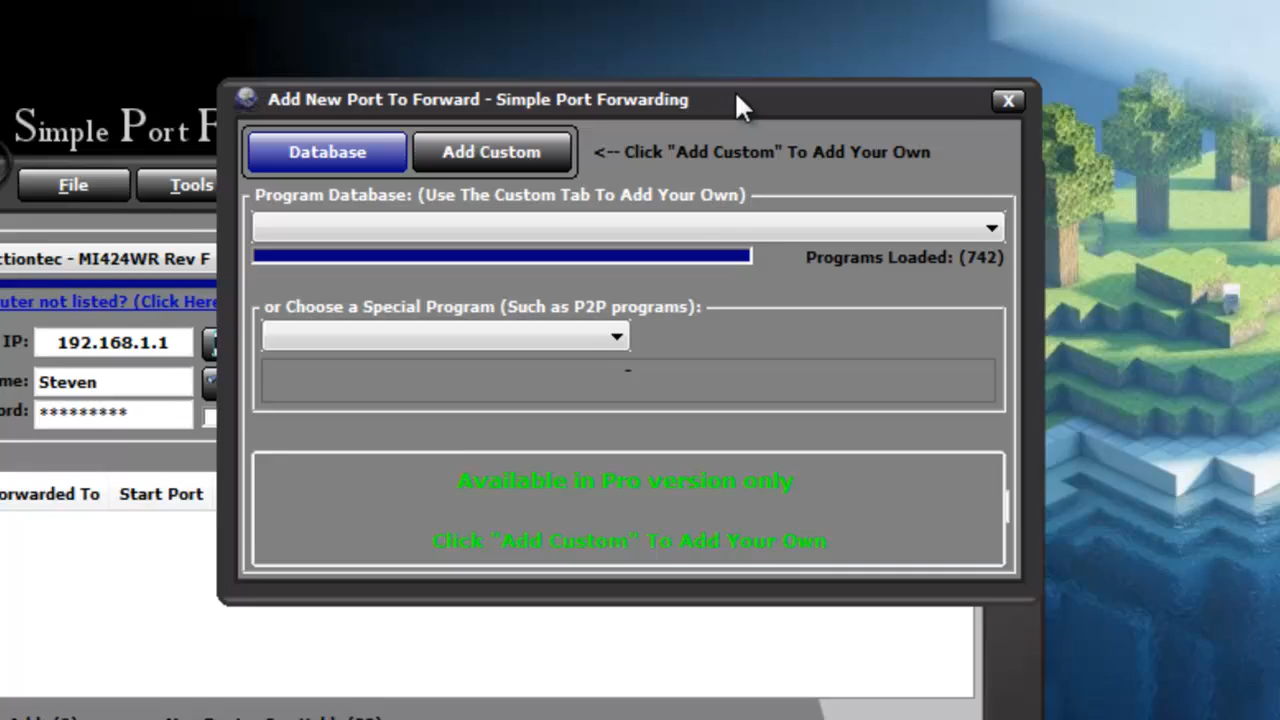 Add New Port To Forward - Simple Port Forwarding
X
Simple Port F
Database
Add Custom
<-- Click "Add Custom" To Add Your Own
File
Tools
Program Database: (Use The Custom Tab To Add Your Own)
ctiontec - MI424WR Rev F
Programs Loaded: (742)
uter not listed? (Click Here
or Choose a Special Program (Such as P2P programs):
IP:
192.168.1.1
-
me:
Steven
ord:
*********
Available in Pro version only
orwarded To
Start Port
Click "Add Custom" To Add Your Own